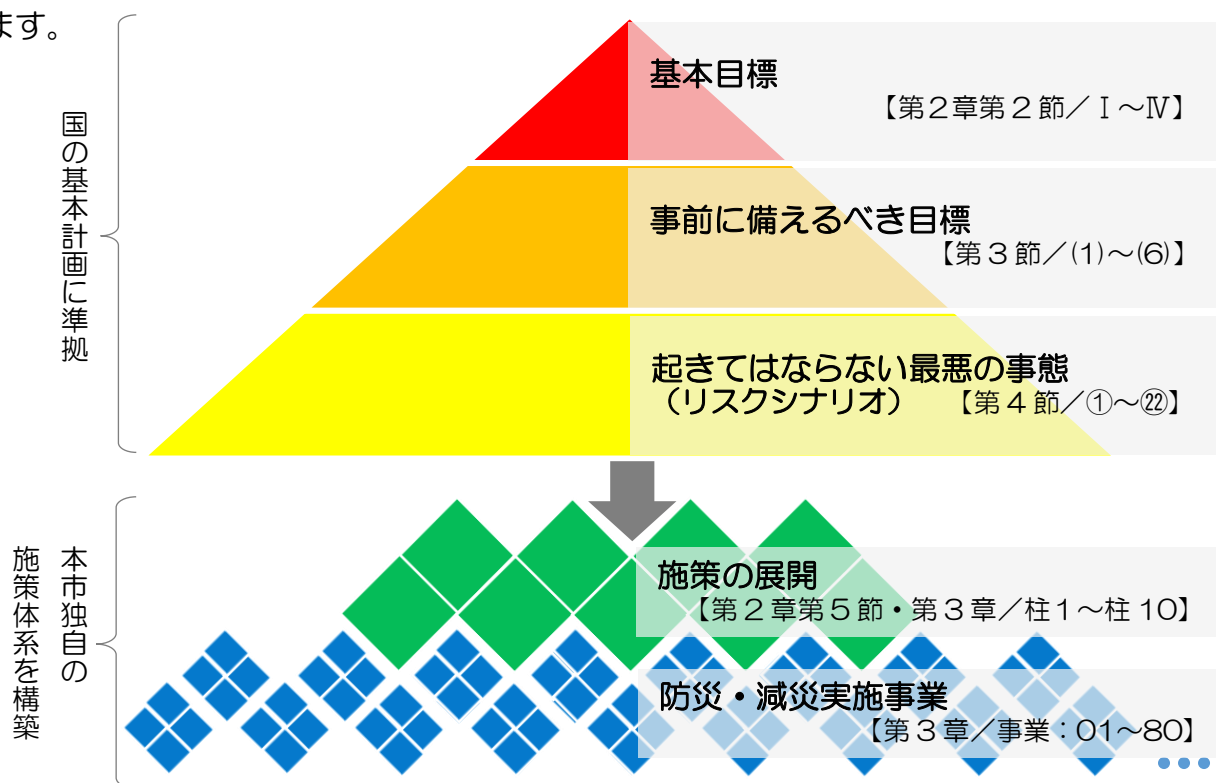 ます。
国の基本計画に準拠
基本目標
【第２章第２節／Ⅰ～Ⅳ】
事前に備えるべき目標
【第３節／(1)～(6)】
起きてはならない最悪の事態
（リスクシナリオ）　【第４節／①～㉒】
本市独自の
施策体系を構築
施策の展開
【第２章第５節・第３章／柱１～柱10】
防災・減災実施事業
【第３章／事業：01～80】